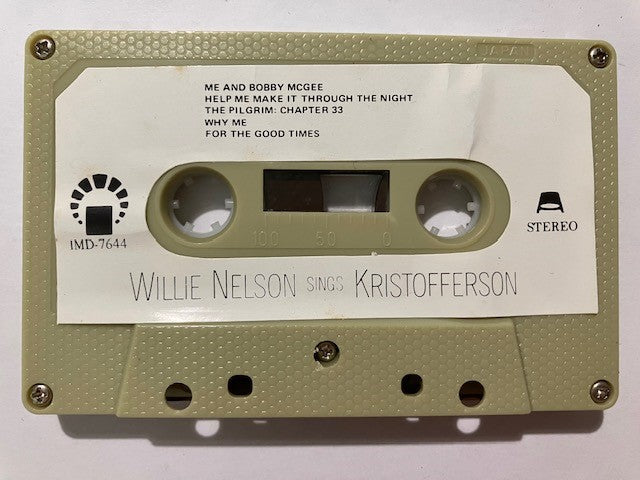 JAPAN
ME AND BOBBY MCGEE
HELP ME MAKE IT THROUGH THE NIGHT
THE PILGRIM: CHAPTER 33
WHY ME
FOR THE GOOD TIMES
IMD-7644
100 50 0
STEREO
WILLIE NELSON SINGS KRISTOFFERSON